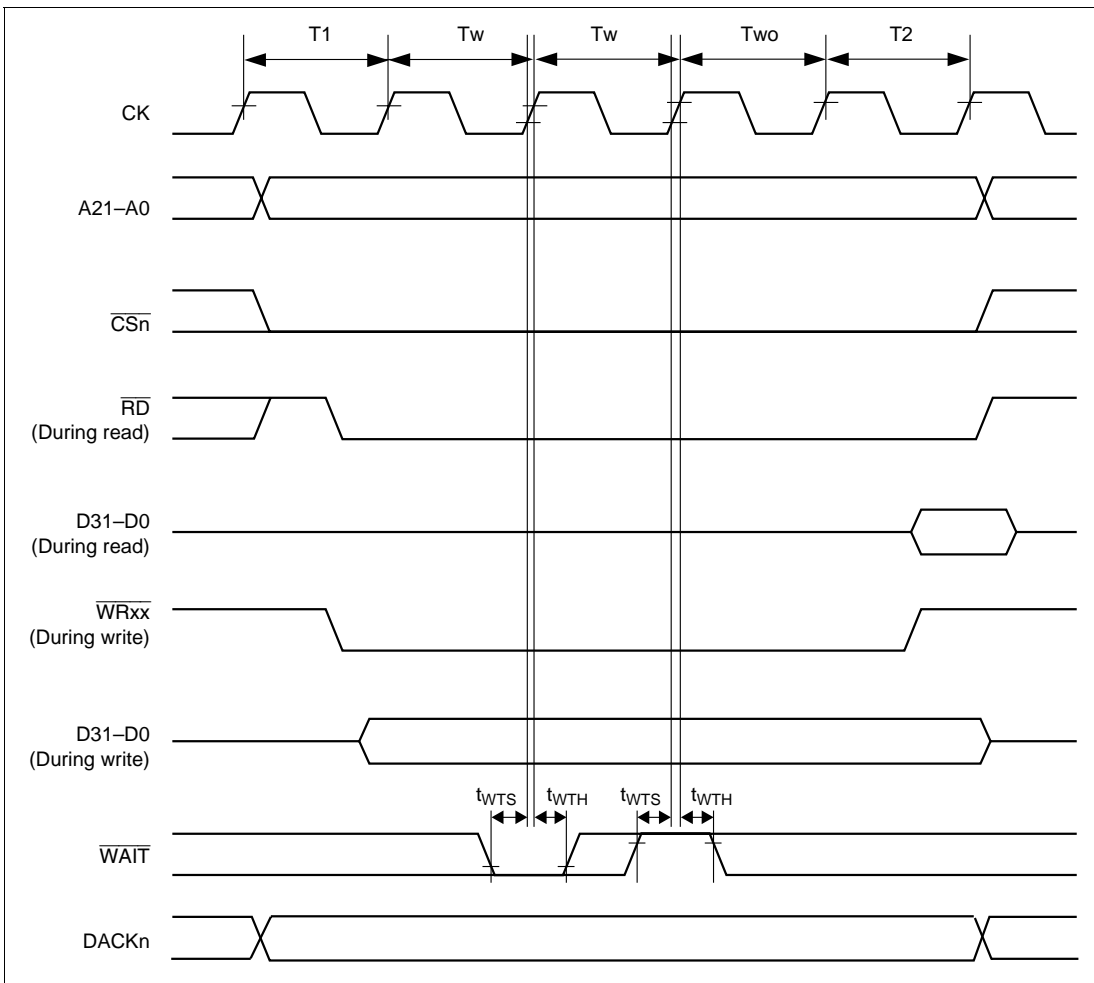 T1 Tw Tw Two T2
CK
A21–A0
CSn
RD
(During read)
D31–D0
(During read)
WRxx
(During write)
D31–D0
(During write)
tWTS tWTH tWTS tWTH
WAIT
DACKn